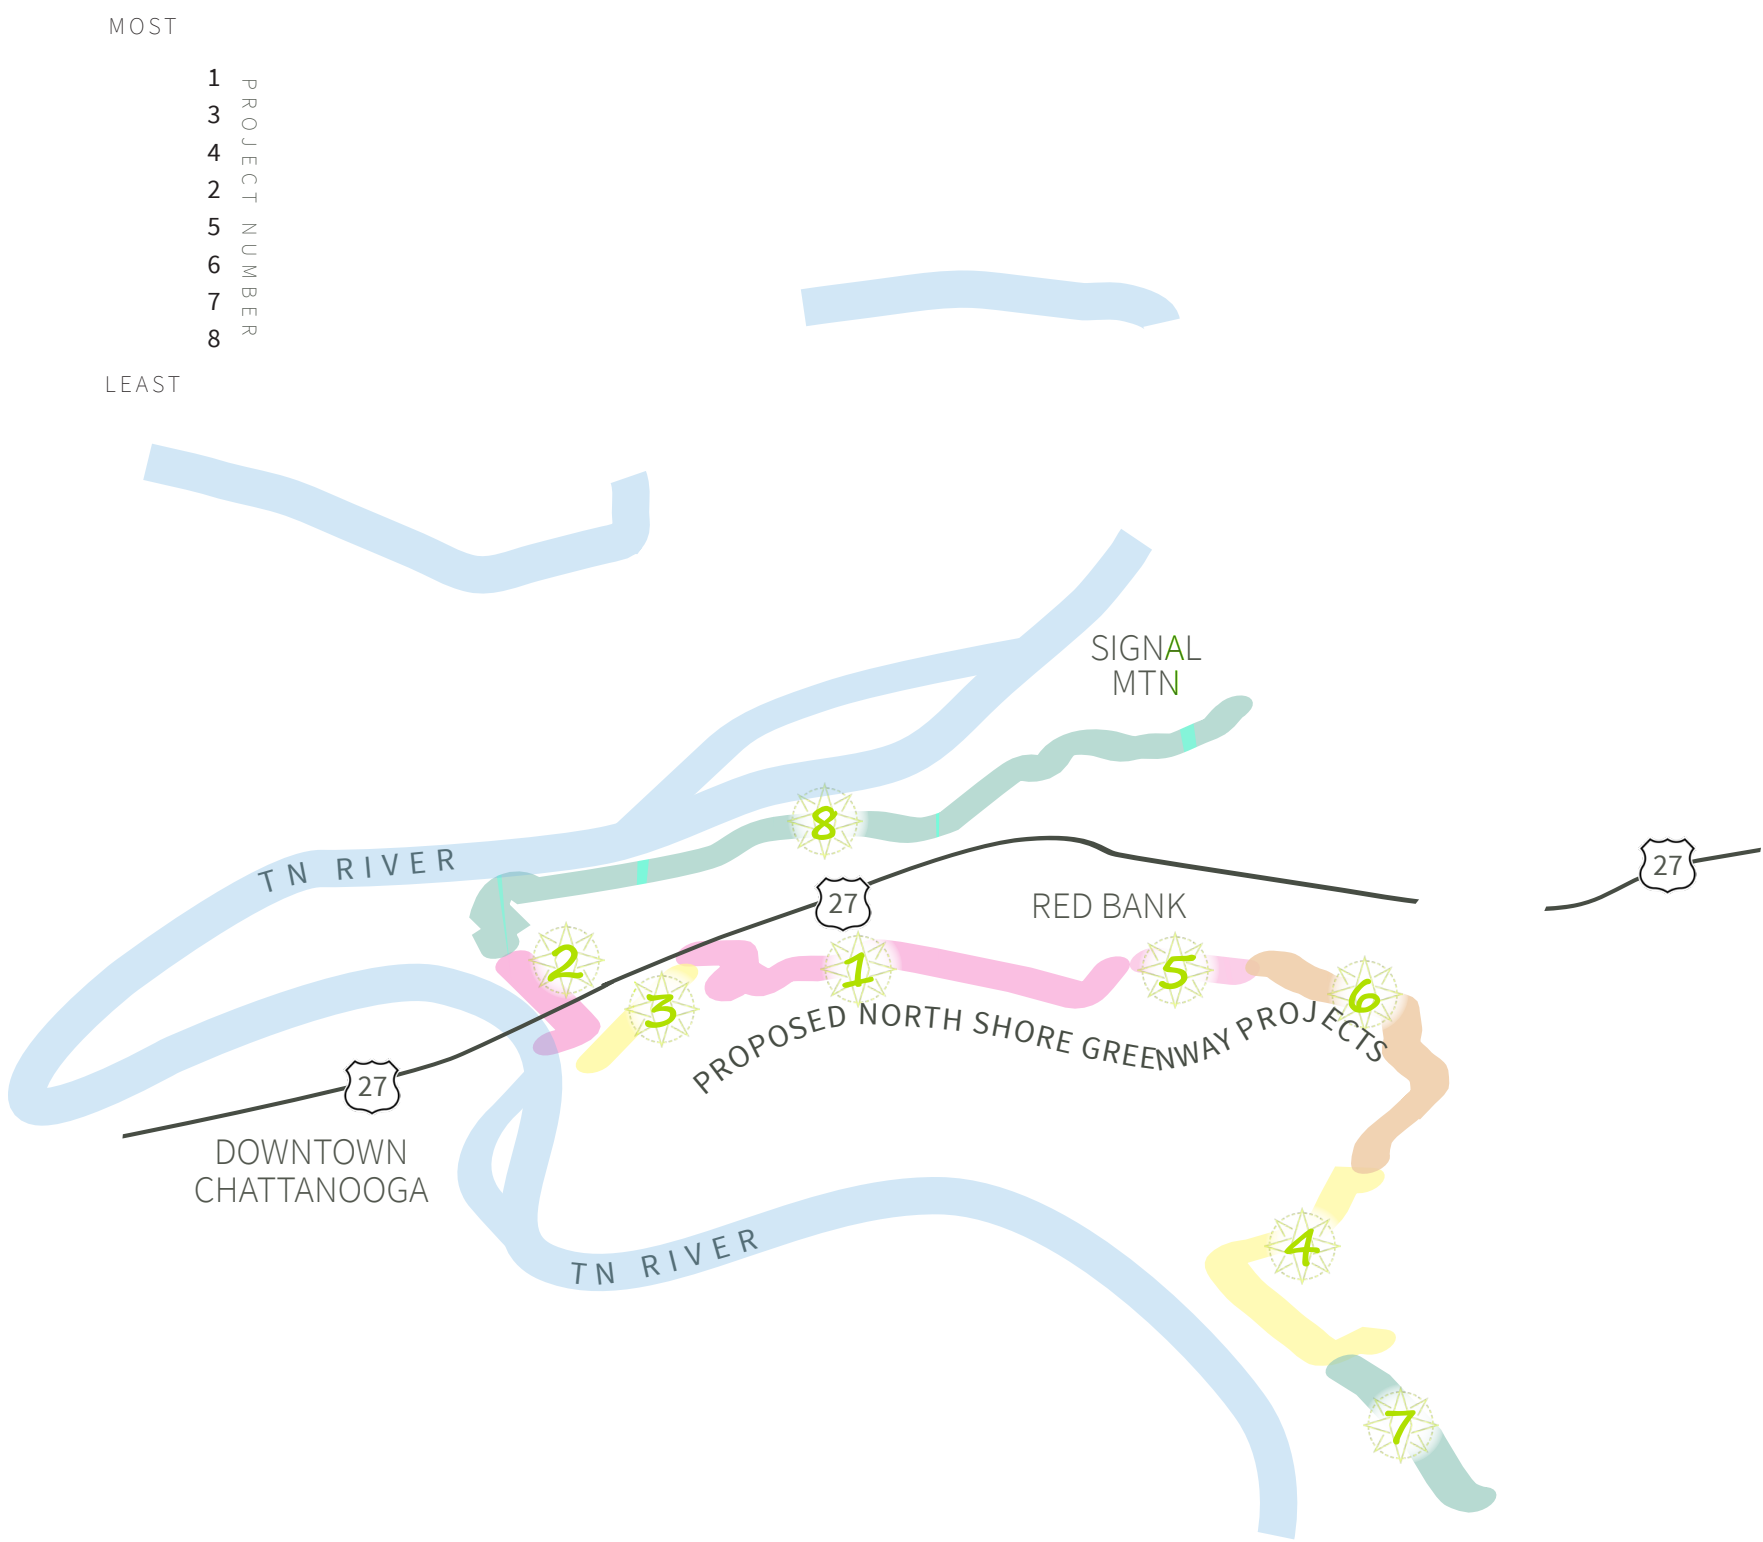 MOST
1
3
4
2
5
6
7
8
PROJECT NUMBER
LEAST
SIGNAL
MTN
8
TN RIVER
27
27
RED BANK
2
1
5
3
6
PROPOSED NORTH SHORE GREENWAY PROJECTS
27
DOWNTOWN
CHATTANOOGA
4
TN RIVER
7